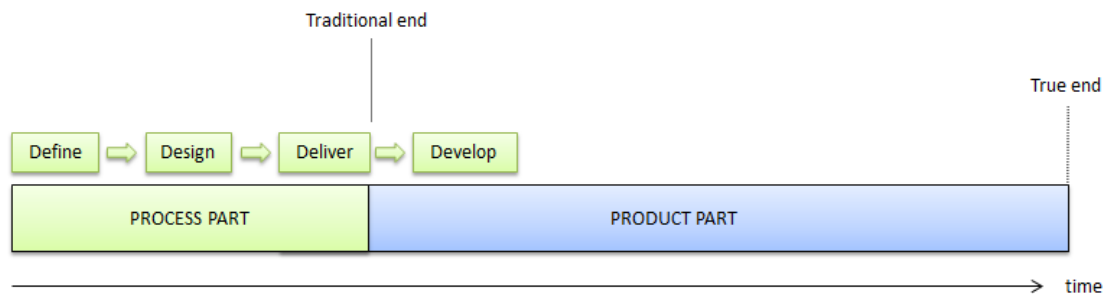 Traditional end
True end
Define
Design
Deliver
Develop
PROCESS PART
PRODUCT PART
time